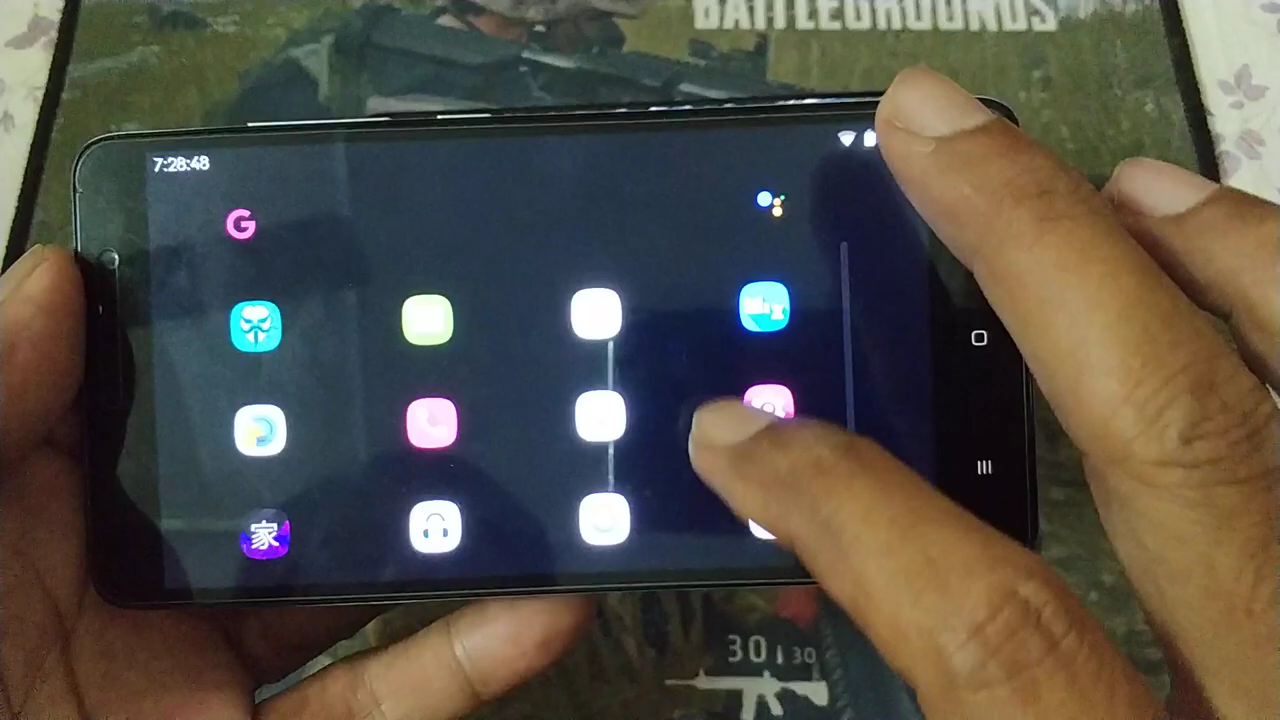 BATTLEGROUNDS
7:28:48
G
家
30 | 30